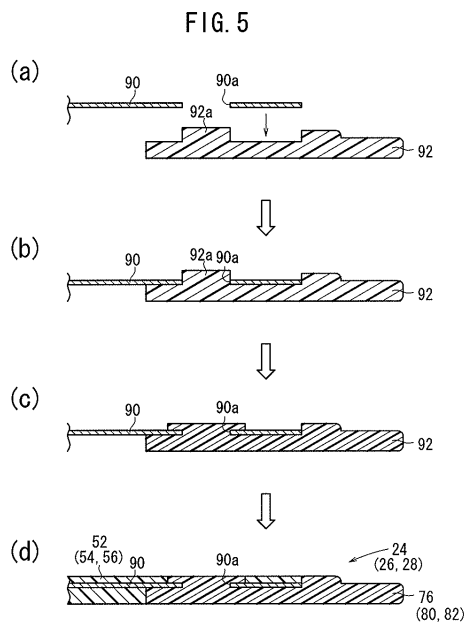 FIG. 5
(a)
90
90a
92a
92
(b)
90
92a
90a
92
(c)
90
90a
92
(d)
52
(54, 56)
90
90a
24
(26, 28)
76
(80, 82)